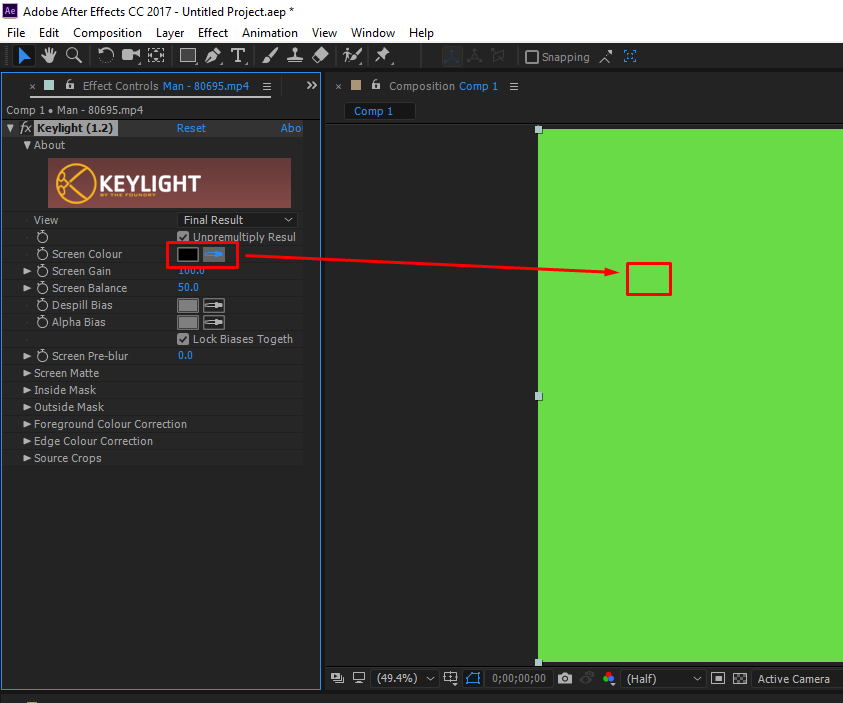 Ae Adobe After Effects CC 2017 - Untitled Project.aep *
File Edit Composition Layer Effect Animation View Window Help
Snapping
× Effect Controls Man - 80695.mp4
× Composition Comp 1
Comp 1 • Man - 80695.mp4
Comp 1
fx Keylight (1.2) Reset Abou
About
KEYLIGHT
BY THE FOUNDRY
View Final Result
Unpremultiply Resul
Screen Colour
Screen Gain 100.0
Screen Balance 50.0
Despill Bias
Alpha Bias
Lock Biases Togeth
Screen Pre-blur 0.0
Screen Matte
Inside Mask
Outside Mask
Foreground Colour Correction
Edge Colour Correction
Source Crops
(49.4%) 0;00;00;00 (Half) Active Camera